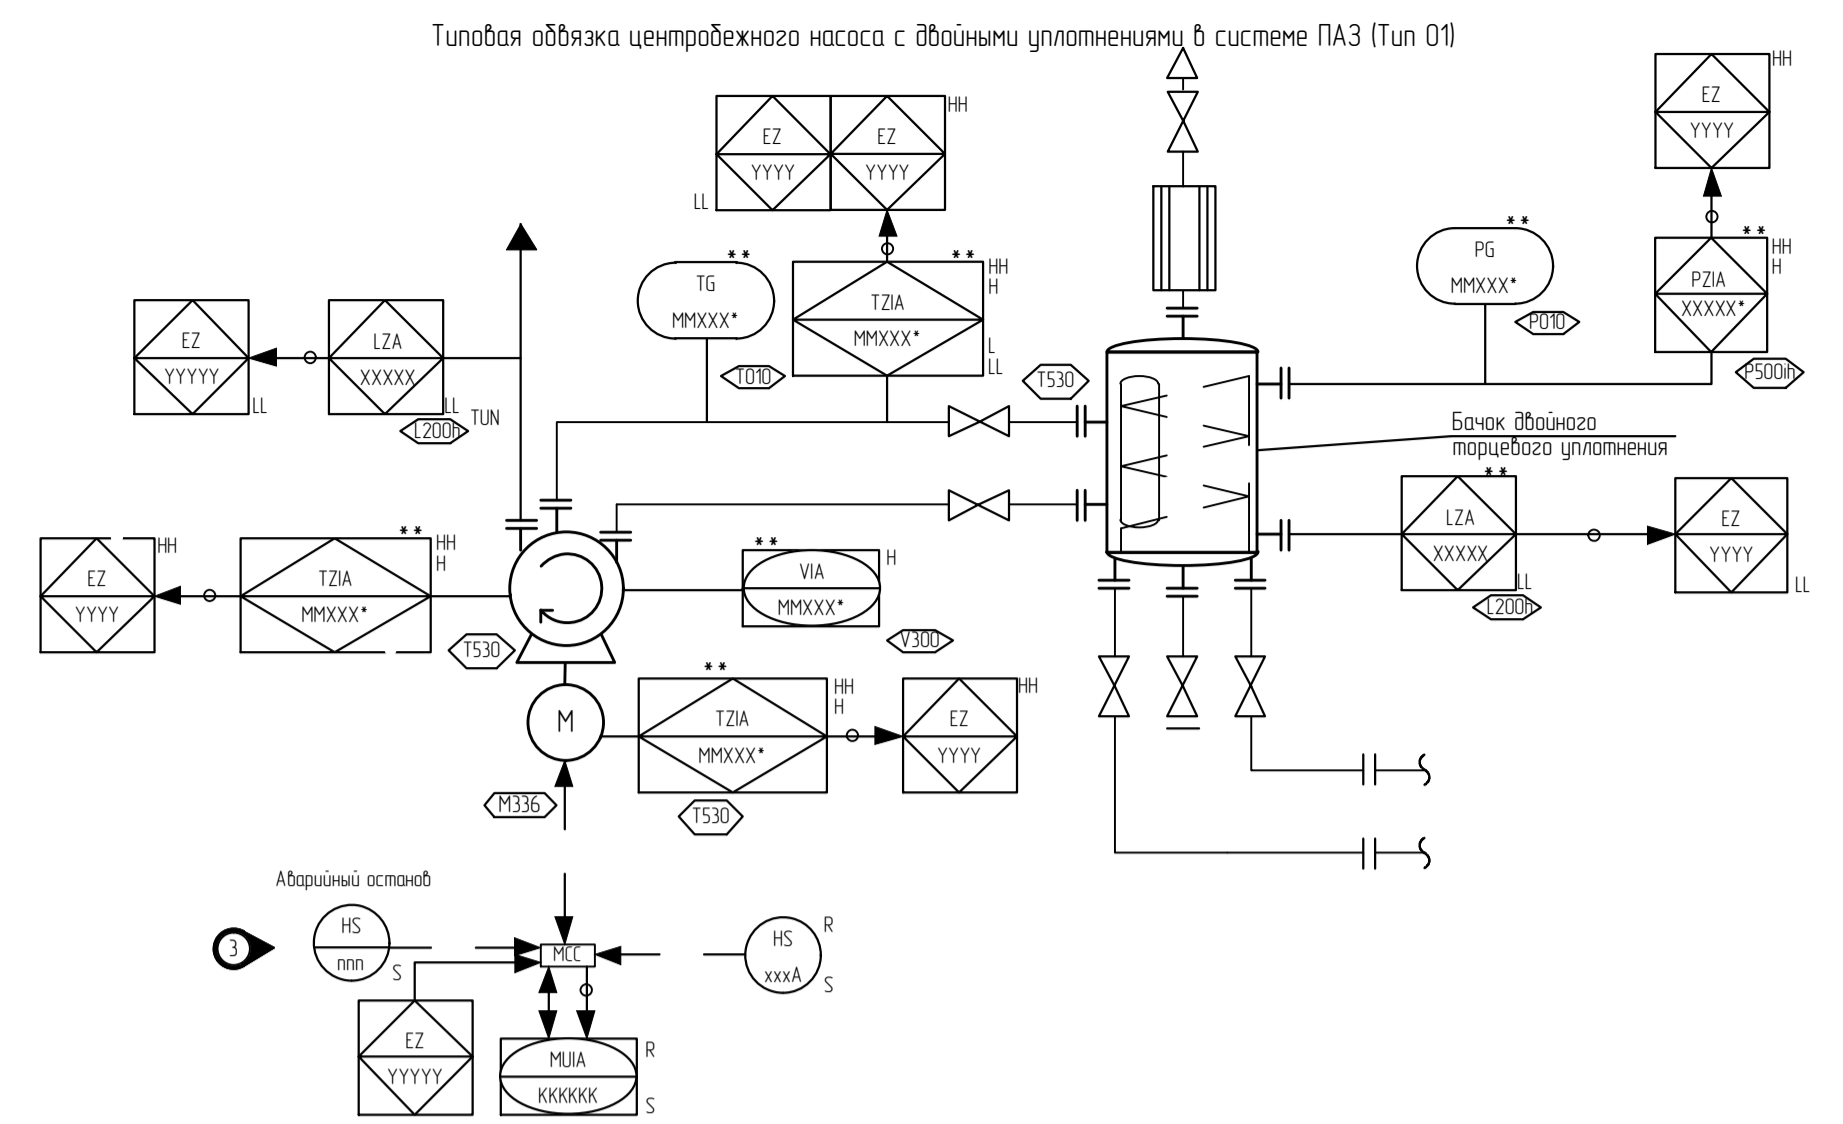 Типовая обвязка центробежного насоса с двойными уплотнениями в системе ПАЗ (Тип 01)
HH
EZ
YYYY
EZ
YYYY
EZ
YYYY
HH
LL
**
PG
MMXXX*
P010
**
PZIA
XXXXX*
HH
H
P500ih
**
TG
MMXXX*
T010
**
TZIA
MMXXX*
HH
H
L
LL
T530
EZ
YYYYY
LL
LZA
XXXXX
LL
TUN
L200h
Бачок двойного
торцевого уплотнения
**
LZA
XXXXX
LL
L200h
EZ
YYYY
LL
EZ
YYYY
HH
**
TZIA
MMXXX*
HH
H
T530
**
VIA
MMXXX*
H
V300
M
**
TZIA
MMXXX*
HH
H
T530
EZ
YYYY
HH
M336
Аварийный останов
3
HS
ппп
S
MCC
HS
xxxA
R
S
EZ
YYYYY
MUIA
KKKKKK
R
S